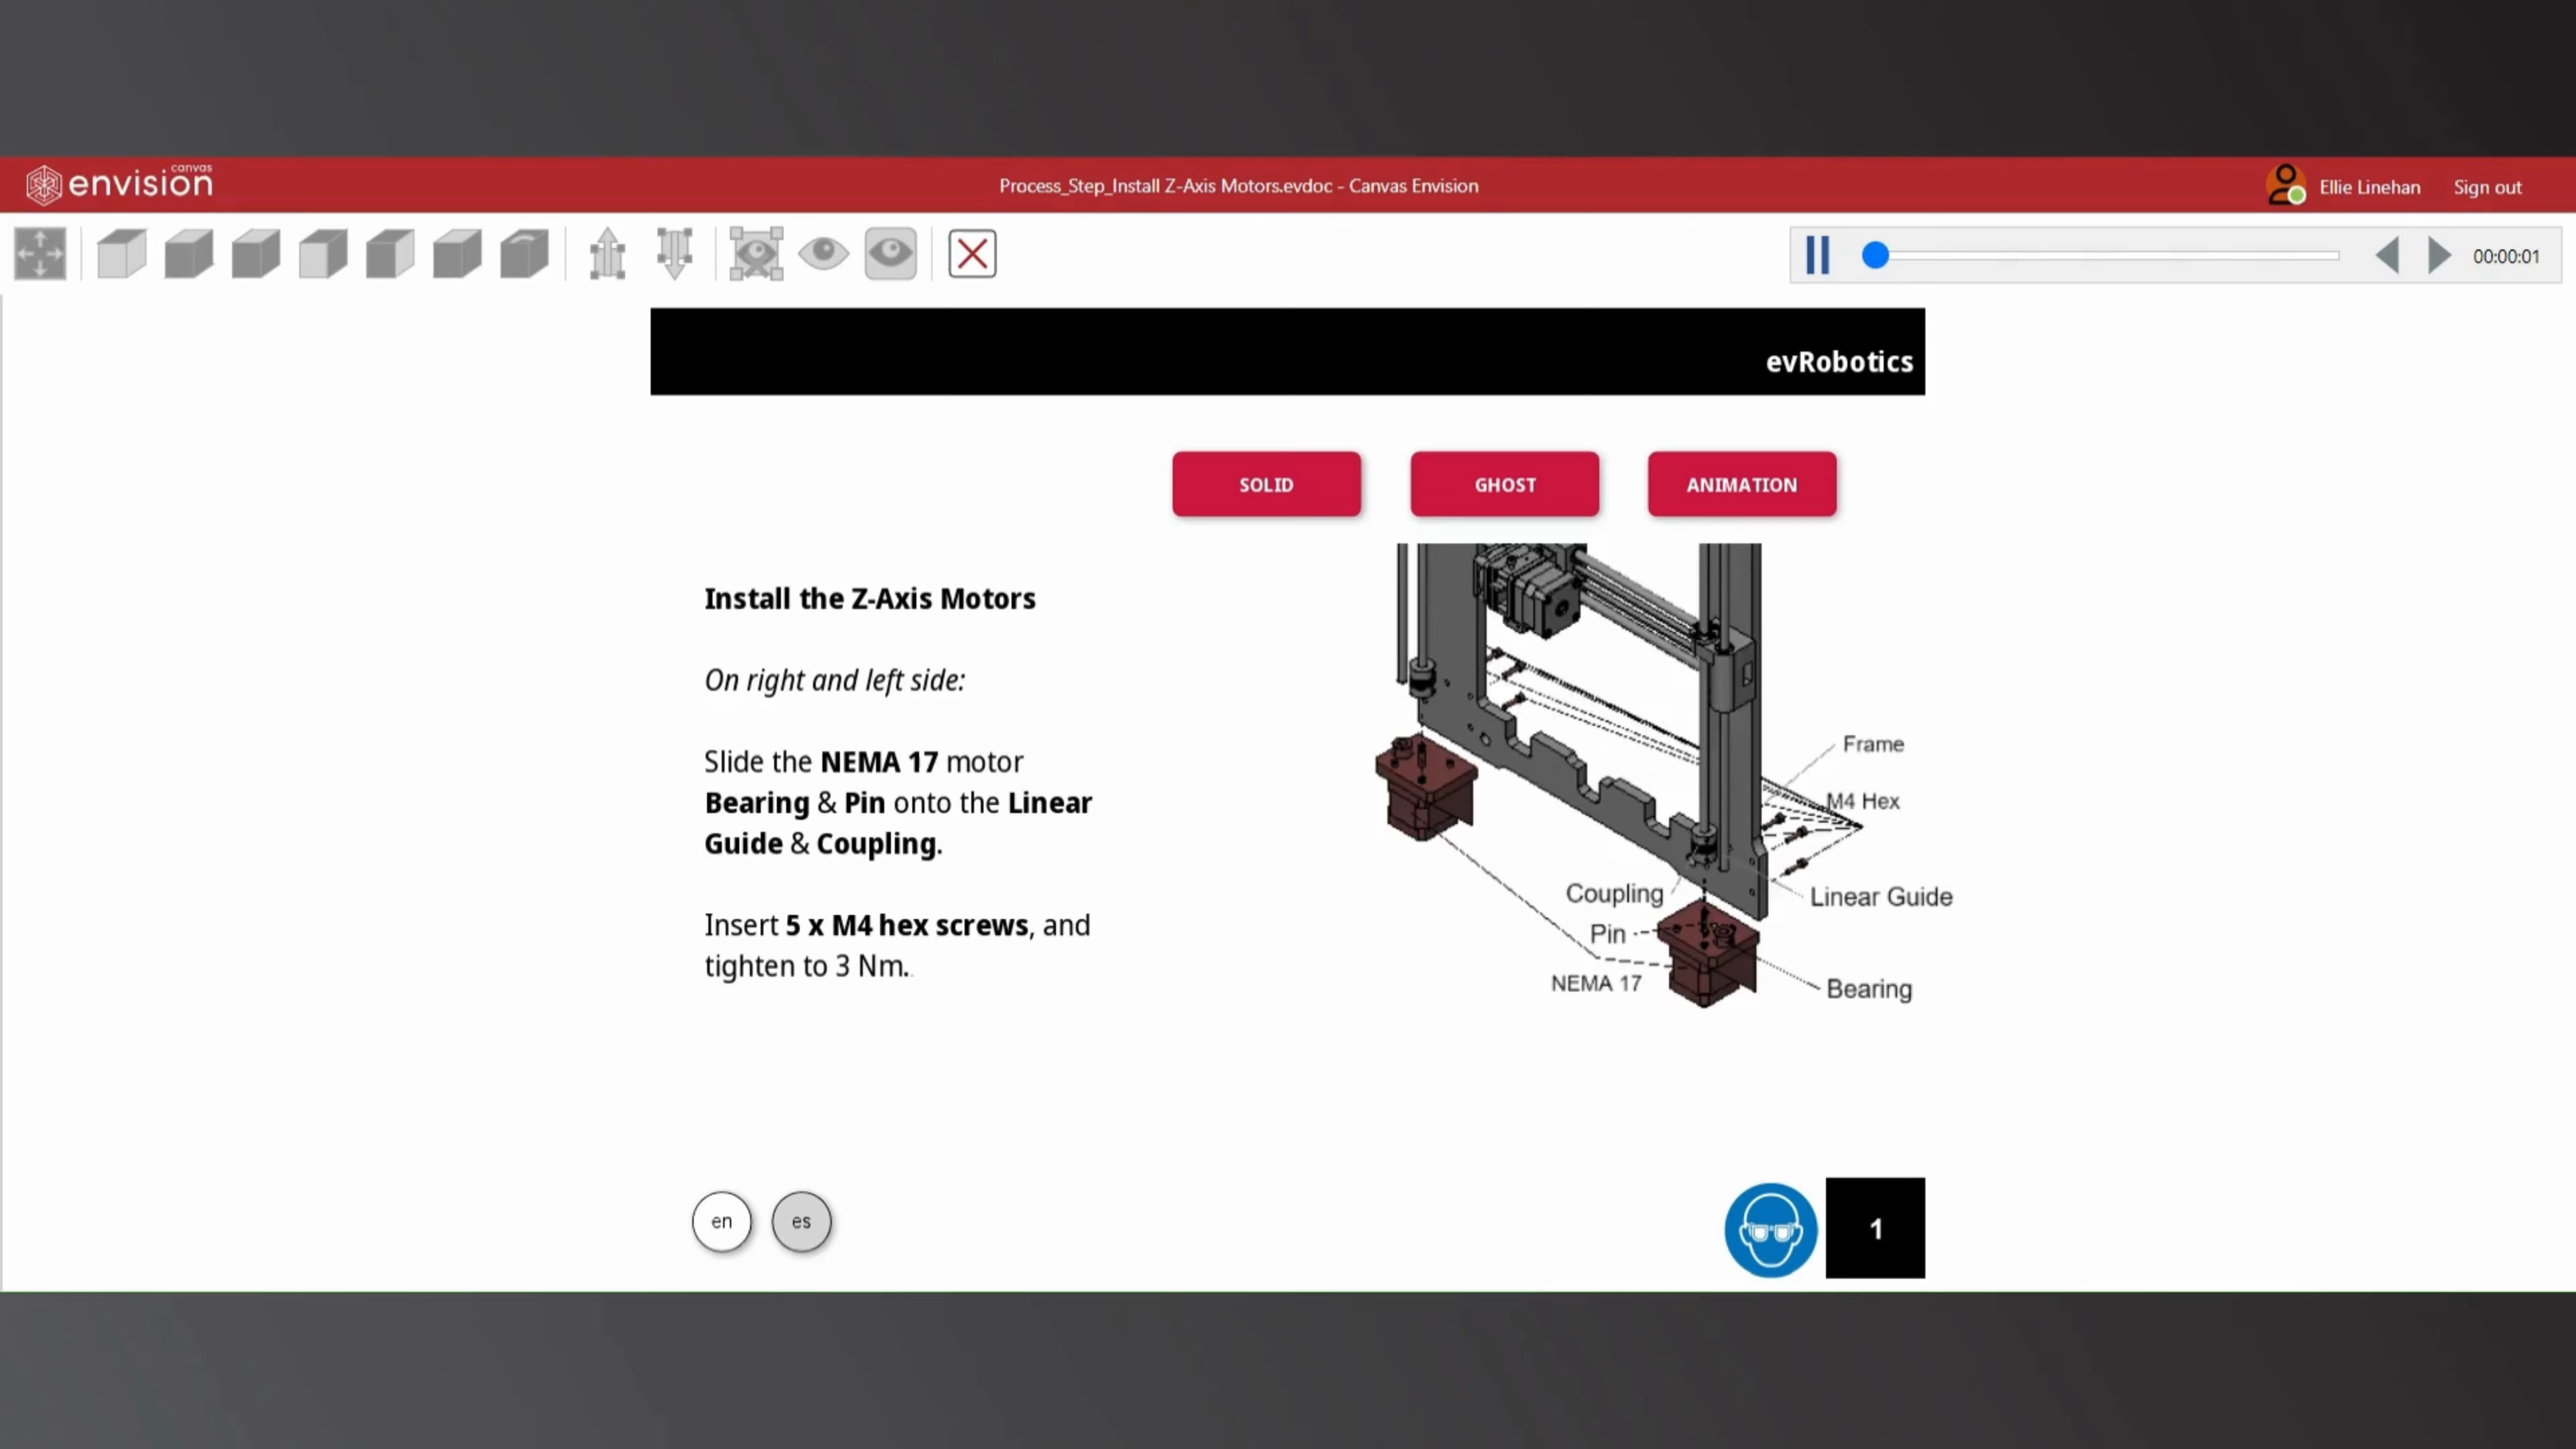 canvas
envision
Process_Step_Install Z-Axis Motors.evdoc - Canvas Envision
Ellie Linehan
Sign out
00:00:01
evRobotics
SOLID
GHOST
ANIMATION
Install the Z-Axis Motors
On right and left side:
Slide the NEMA 17 motor
Bearing & Pin onto the Linear
Guide & Coupling.
Insert 5 x M4 hex screws, and
tighten to 3 Nm..
Frame
M4 Hex
Coupling
Linear Guide
Pin
NEMA 17
Bearing
en
es
1